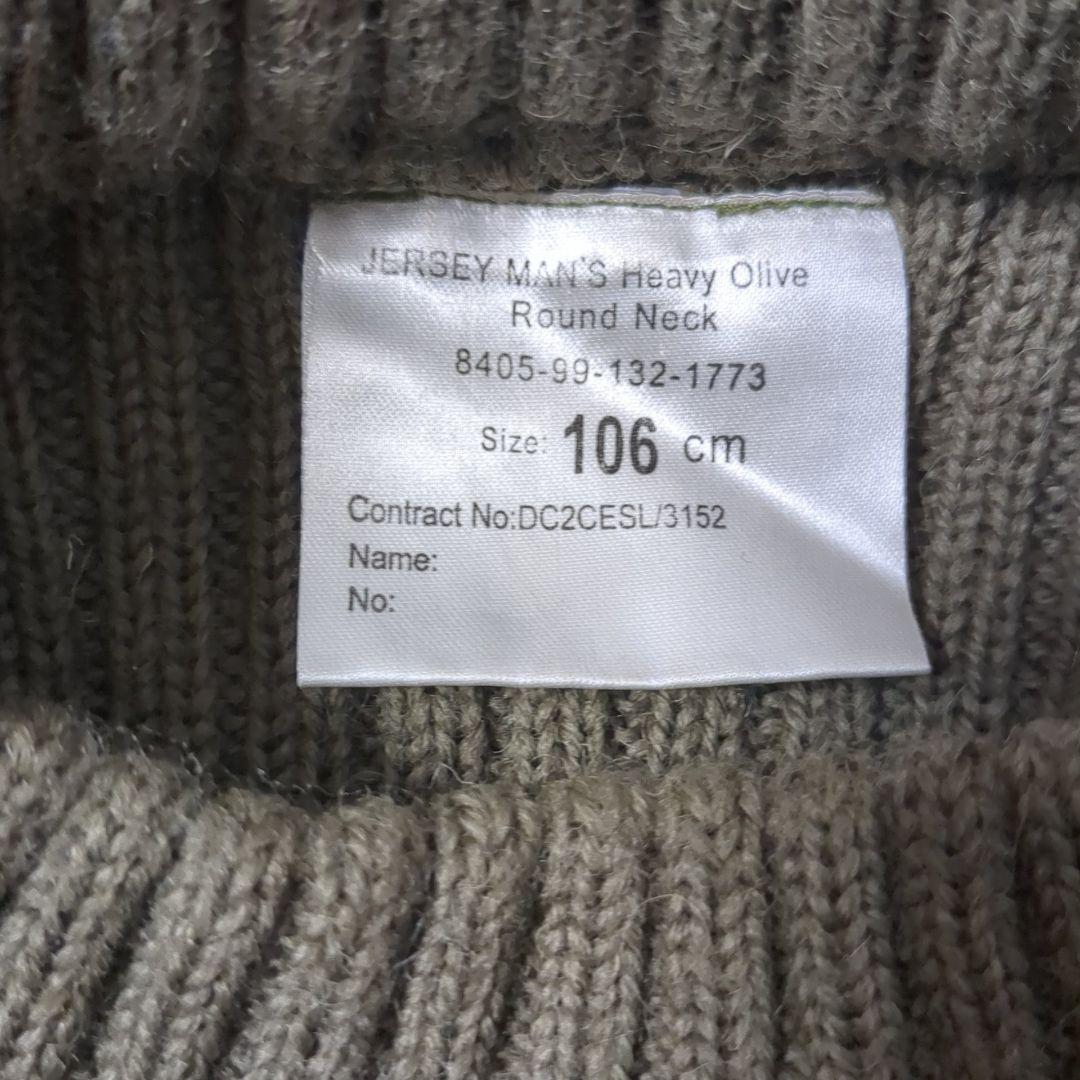 JERSEY MAN'S Heavy Olive
Round Neck
8405-99-132-1773
Size: 106 cm
Contract No:DC2CESL/3152
Name:
No: